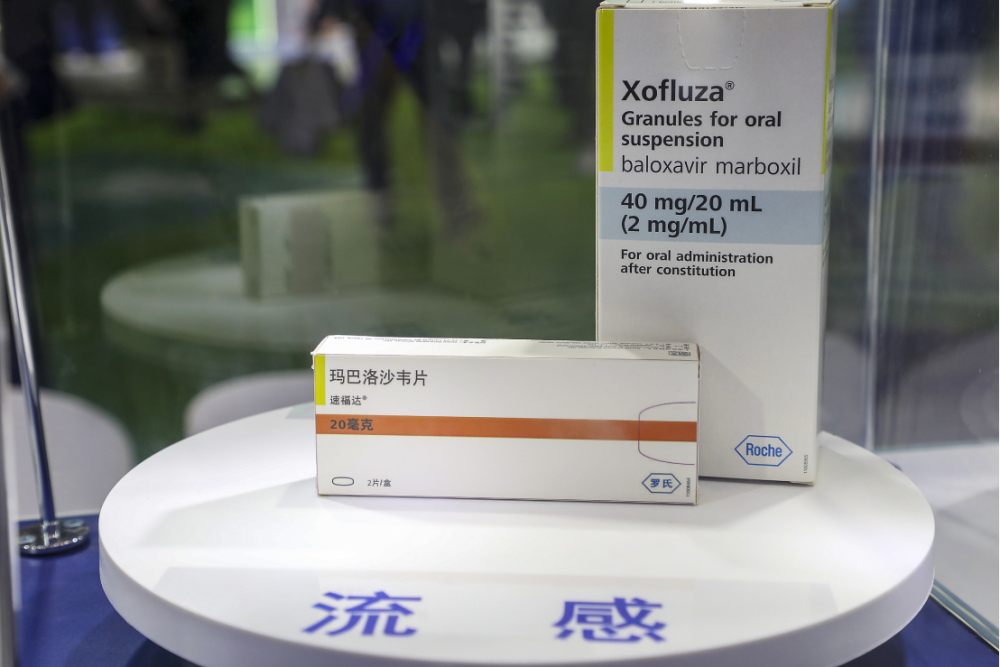 Xofluza®
Granules for oral
suspension
baloxavir marboxil
40 mg/20 mL
(2 mg/mL)
For oral administration
after constitution
Roche
玛巴洛沙韦片
速福达®
20毫克
2片/盒
罗氏
流 感